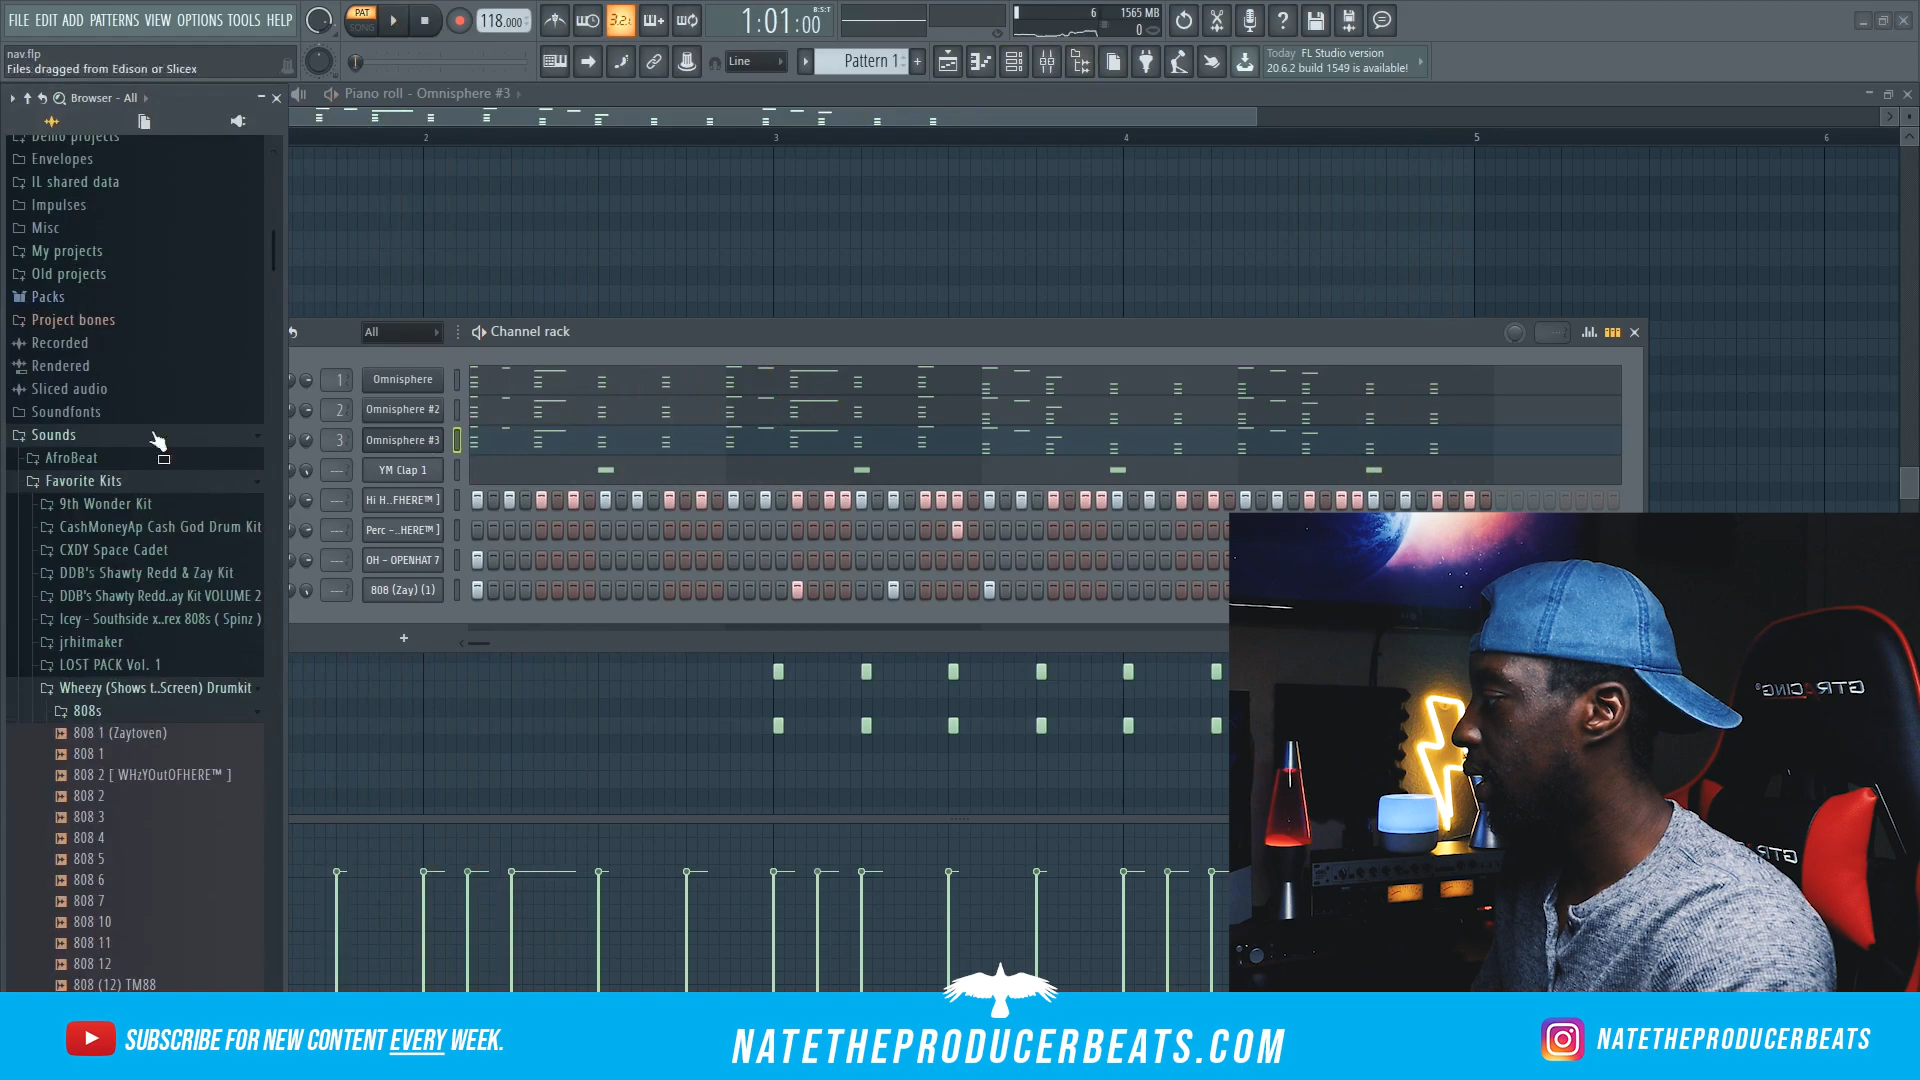 FILE EDIT ADD PATTERNS VIEW OPTIONS TOOLS HELP
PAT
SONG
118.000
3.2.
1:01:00
B:S:T
6
1565 MB
0
nav.flp
Files dragged from Edison or Slicex
Line
Pattern 1
Today FL Studio version
20.6.2 build 1549 is available!
Browser - All
Piano roll - Omnisphere #3
2 3 4 5 6
Demo projects
Envelopes
IL shared data
Impulses
Misc
My projects
Old projects
Packs
Project bones
Recorded
Rendered
Sliced audio
Soundfonts
Sounds
AfroBeat
Favorite Kits
9th Wonder Kit
CashMoneyAp Cash God Drum Kit
CXDY Space Cadet
DDB's Shawty Redd & Zay Kit
DDB's Shawty Redd..ay Kit VOLUME 2
Icey - Southside x..rex 808s ( Spinz )
jrhitmaker
LOST PACK Vol. 1
Wheezy (Shows t..Screen) Drumkit
808s
808 1 (Zaytoven)
808 1
808 2 [ WHzYOutOFHERE™ ]
808 2
808 3
808 4
808 5
808 6
808 7
808 10
808 11
808 12
808 (12) TM88
All
Channel rack
1 Omnisphere
2 Omnisphere #2
3 Omnisphere #3
YM Clap 1
Hi H..FHERE™ ]
Perc -..HERE™ ]
OH - OPENHAT 7
808 (Zay) (1)
GTRACING
SUBSCRIBE FOR NEW CONTENT EVERY WEEK.
NATETHEPRODUCERBEATS.COM
NATETHEPRODUCERBEATS